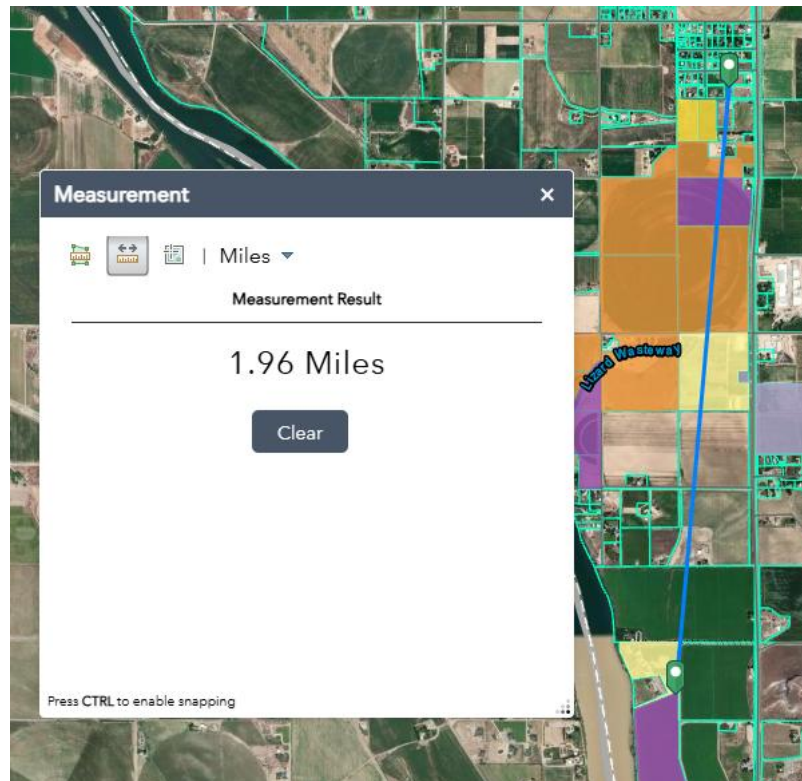 Measurement
Miles
Measurement Result
1.96 Miles
Clear
Press CTRL to enable snapping
Lizard Wasteway